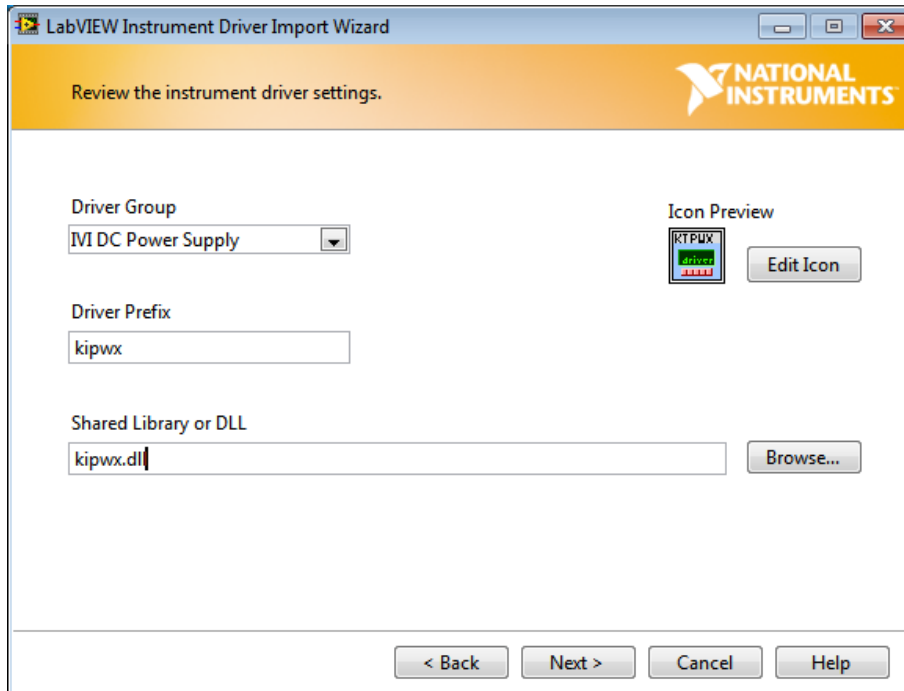 LabVIEW Instrument Driver Import Wizard
Review the instrument driver settings.
NATIONAL
INSTRUMENTS
Driver Group
IVI DC Power Supply
Icon Preview
KIPWX
driver
Edit Icon
Driver Prefix
kipwx
Shared Library or DLL
kipwx.dll
Browse...
< Back
Next >
Cancel
Help